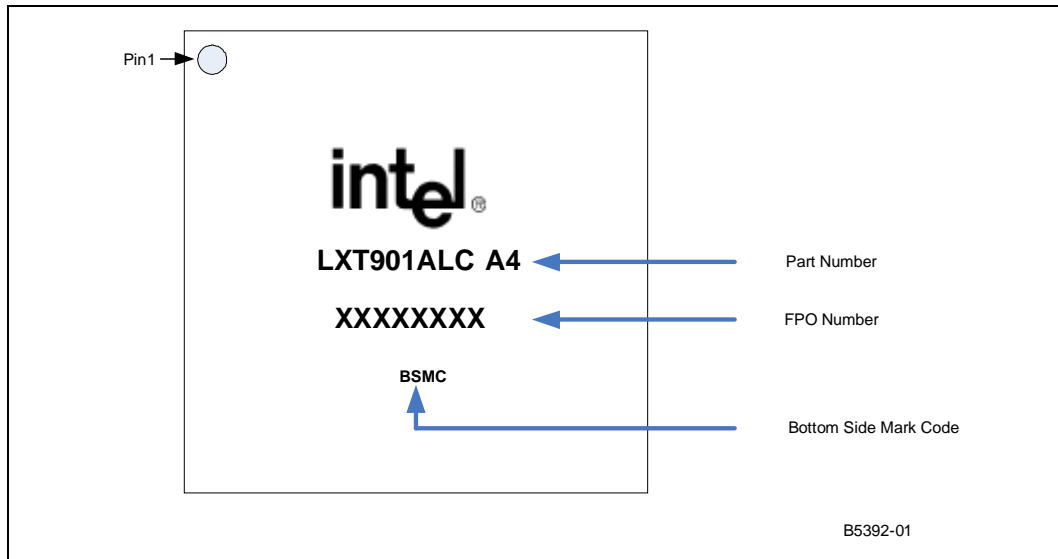 Pin1
intel®
LXT901ALC A4
Part Number
XXXXXXXX
FPO Number
BSMC
Bottom Side Mark Code
B5392-01